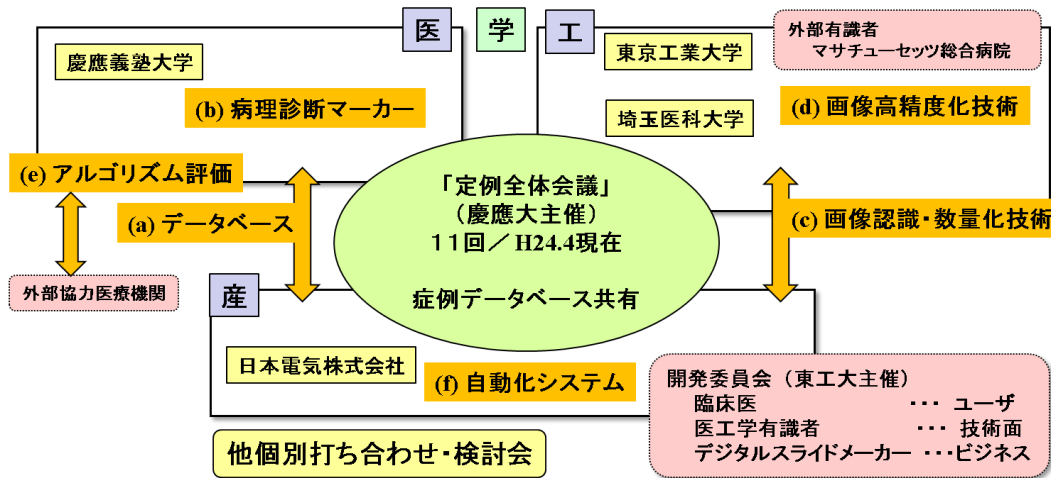 医
学
工
慶應義塾大学
(b) 病理診断マーカー
(e) アルゴリズム評価
(a) データベース
外部協力医療機関
東京工業大学
埼玉医科大学
外部有識者
マサチューセッツ総合病院
(d) 画像高精度化技術
(c) 画像認識・数量化技術
「定例全体会議」
(慶應大主催)
11回/H24.4現在
症例データベース共有
産
日本電気株式会社
(f) 自動化システム
他個別打ち合わせ・検討会
開発委員会 (東工大主催)
臨床医 ・・・ ユーザ
医工学有識者 ・・・ 技術面
デジタルスライドメーカー ・・・ビジネス